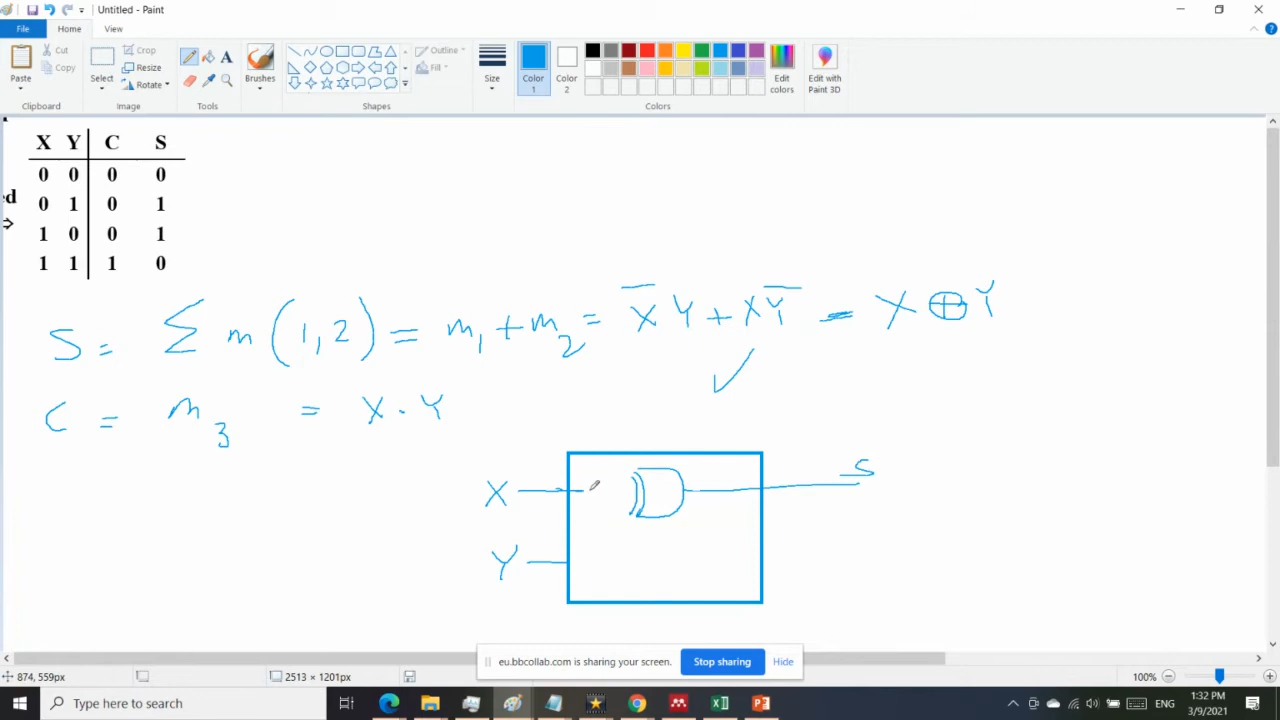 Untitled - Paint
File Home View
Paste
Cut
Copy
Clipboard
Select
Crop
Resize
Rotate
Image
Tools
Brushes
Shapes
Outline
Fill
Size
Color 1
Color 2
Colors
Edit colors
Edit with Paint 3D
X Y C S
0 0 0 0
ed
0 1 0 1
⇨
1 0 0 1
1 1 1 0
S = Σ m (1,2) = m₁ + m₂ = X̅ Y + X Y̅ = X ⊕ Y
C = m₃ = X . Y
✓
S
X
Y
eu.bbcollab.com is sharing your screen. Stop sharing Hide
874, 559px
2513 × 1201px
100%
Type here to search
ENG
1:32 PM
3/9/2021